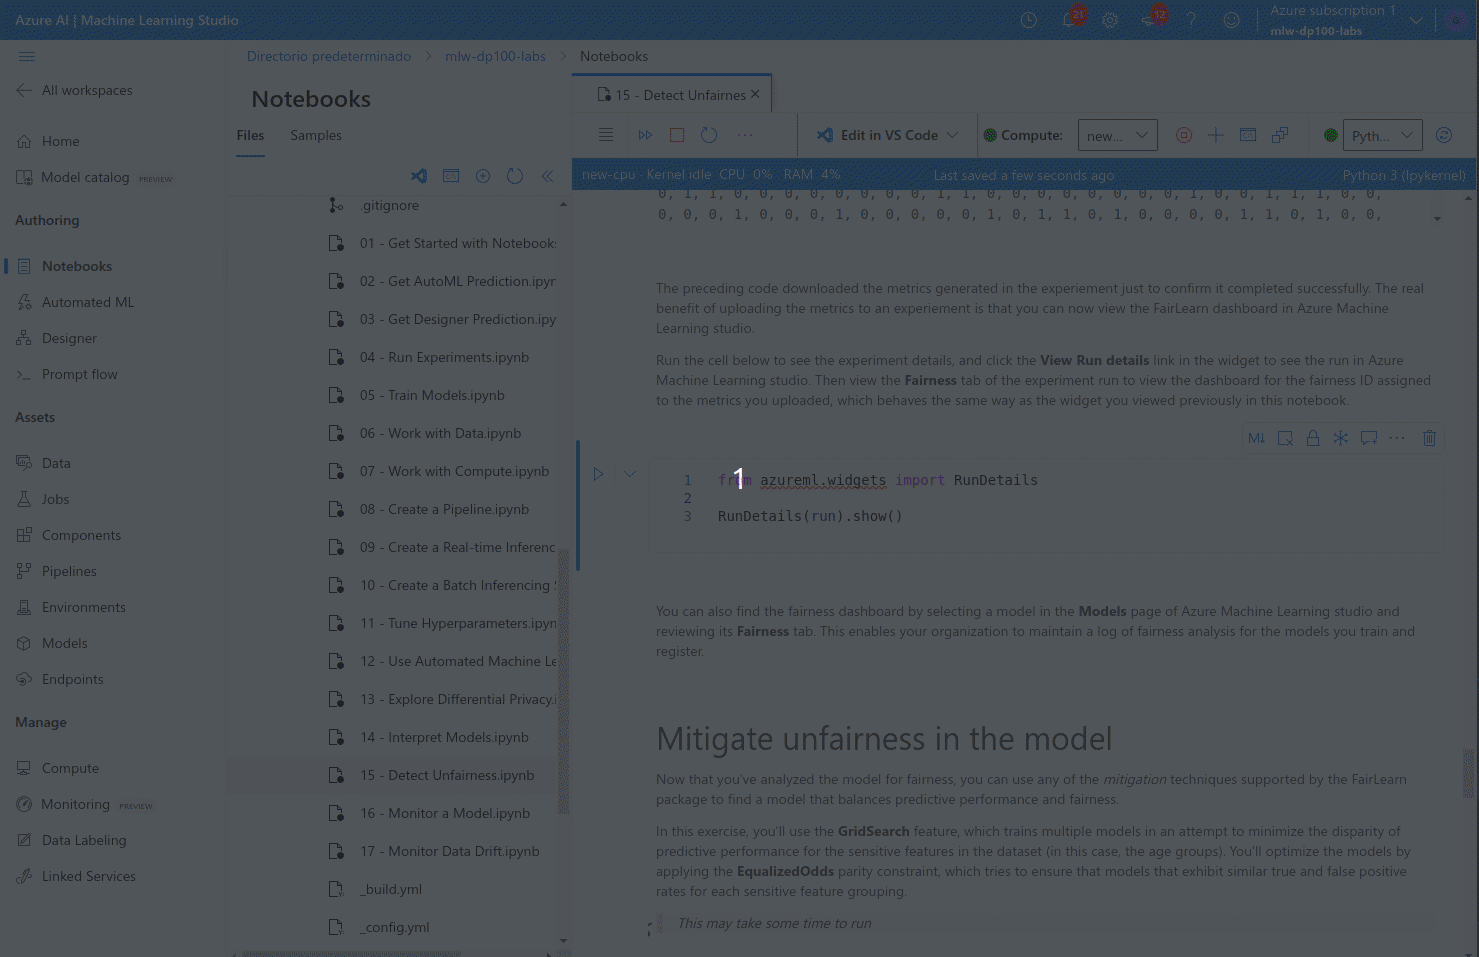 Azure AI | Machine Learning Studio
21
12
Azure subscription 1
mlw-dp100-labs
Directorio predeterminado > mlw-dp100-labs > Notebooks
All workspaces
Home
Model catalog PREVIEW
Authoring
Notebooks
Automated ML
Designer
Prompt flow
Assets
Data
Jobs
Components
Pipelines
Environments
Models
Endpoints
Manage
Compute
Monitoring PREVIEW
Data Labeling
Linked Services
Notebooks
Files Samples
.gitignore
01 - Get Started with Notebook
02 - Get AutoML Prediction.ipyn
03 - Get Designer Prediction.ipy
04 - Run Experiments.ipynb
05 - Train Models.ipynb
06 - Work with Data.ipynb
07 - Work with Compute.ipynb
08 - Create a Pipeline.ipynb
09 - Create a Real-time Inferenc
10 - Create a Batch Inferencing
11 - Tune Hyperparameters.ipyn
12 - Use Automated Machine Le
13 - Explore Differential Privacy.i
14 - Interpret Models.ipynb
15 - Detect Unfairness.ipynb
16 - Monitor a Model.ipynb
17 - Monitor Data Drift.ipynb
_build.yml
_config.yml
15 - Detect Unfairnes
Edit in VS Code
Compute: new...
Pyth...
new-cpu · Kernel idle CPU 0% RAM 4%
Last saved a few seconds ago
Python 3 (Ipykernel)
0, 1, 1, 0, 0, 0, 0, 0, 0, 0, 0, 1, 1, 0, 0, 0, 0, 0, 0, 0, 1, 0, 0, 1, 1, 1, 0, 0,
0, 0, 0, 1, 0, 0, 0, 1, 0, 0, 0, 0, 0, 1, 0, 1, 1, 0, 1, 0, 0, 0, 0, 1, 1, 0, 1, 0, 0,
The preceding code downloaded the metrics generated in the experiement just to confirm it completed successfully. The real
benefit of uploading the metrics to an experiement is that you can now view the FairLearn dashboard in Azure Machine
Learning studio.
Run the cell below to see the experiment details, and click the View Run details link in the widget to see the run in Azure
Machine Learning studio. Then view the Fairness tab of the experiment run to view the dashboard for the fairness ID assigned
to the metrics you uploaded, which behaves the same way as the widget you viewed previously in this notebook.
M↓
1
1 from azureml.widgets import RunDetails
2
3 RunDetails(run).show()
You can also find the fairness dashboard by selecting a model in the Models page of Azure Machine Learning studio and
reviewing its Fairness tab. This enables your organization to maintain a log of fairness analysis for the models you train and
register.
Mitigate unfairness in the model
Now that you've analyzed the model for fairness, you can use any of the mitigation techniques supported by the FairLearn
package to find a model that balances predictive performance and fairness.
In this exercise, you'll use the GridSearch feature, which trains multiple models in an attempt to minimize the disparity of
predictive performance for the sensitive features in the dataset (in this case, the age groups). You'll optimize the models by
applying the EqualizedOdds parity constraint, which tries to ensure that models that exhibit similar true and false positive
rates for each sensitive feature grouping.
This may take some time to run